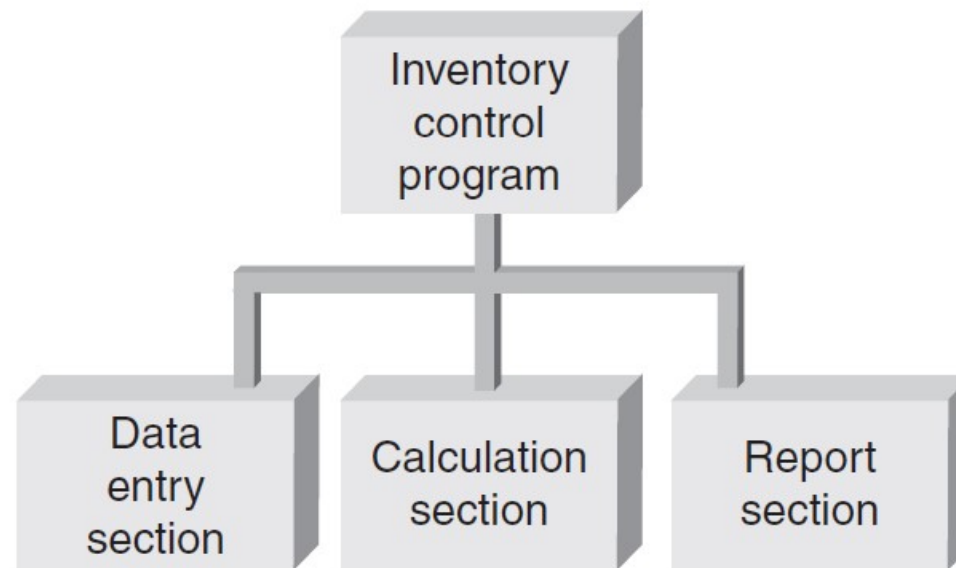 Inventory
control
program
Data
entry
section
Calculation
section
Report
section